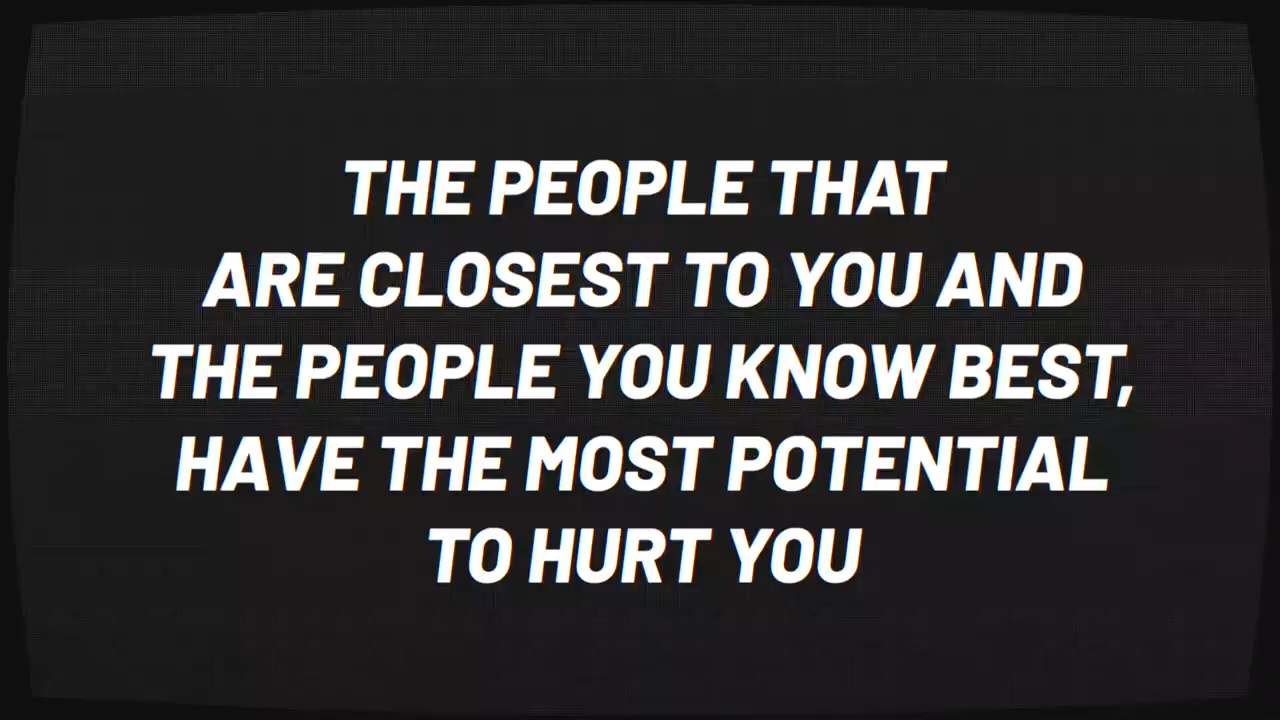 THE PEOPLE THAT
ARE CLOSEST TO YOU AND
THE PEOPLE YOU KNOW BEST,
HAVE THE MOST POTENTIAL
TO HURT YOU